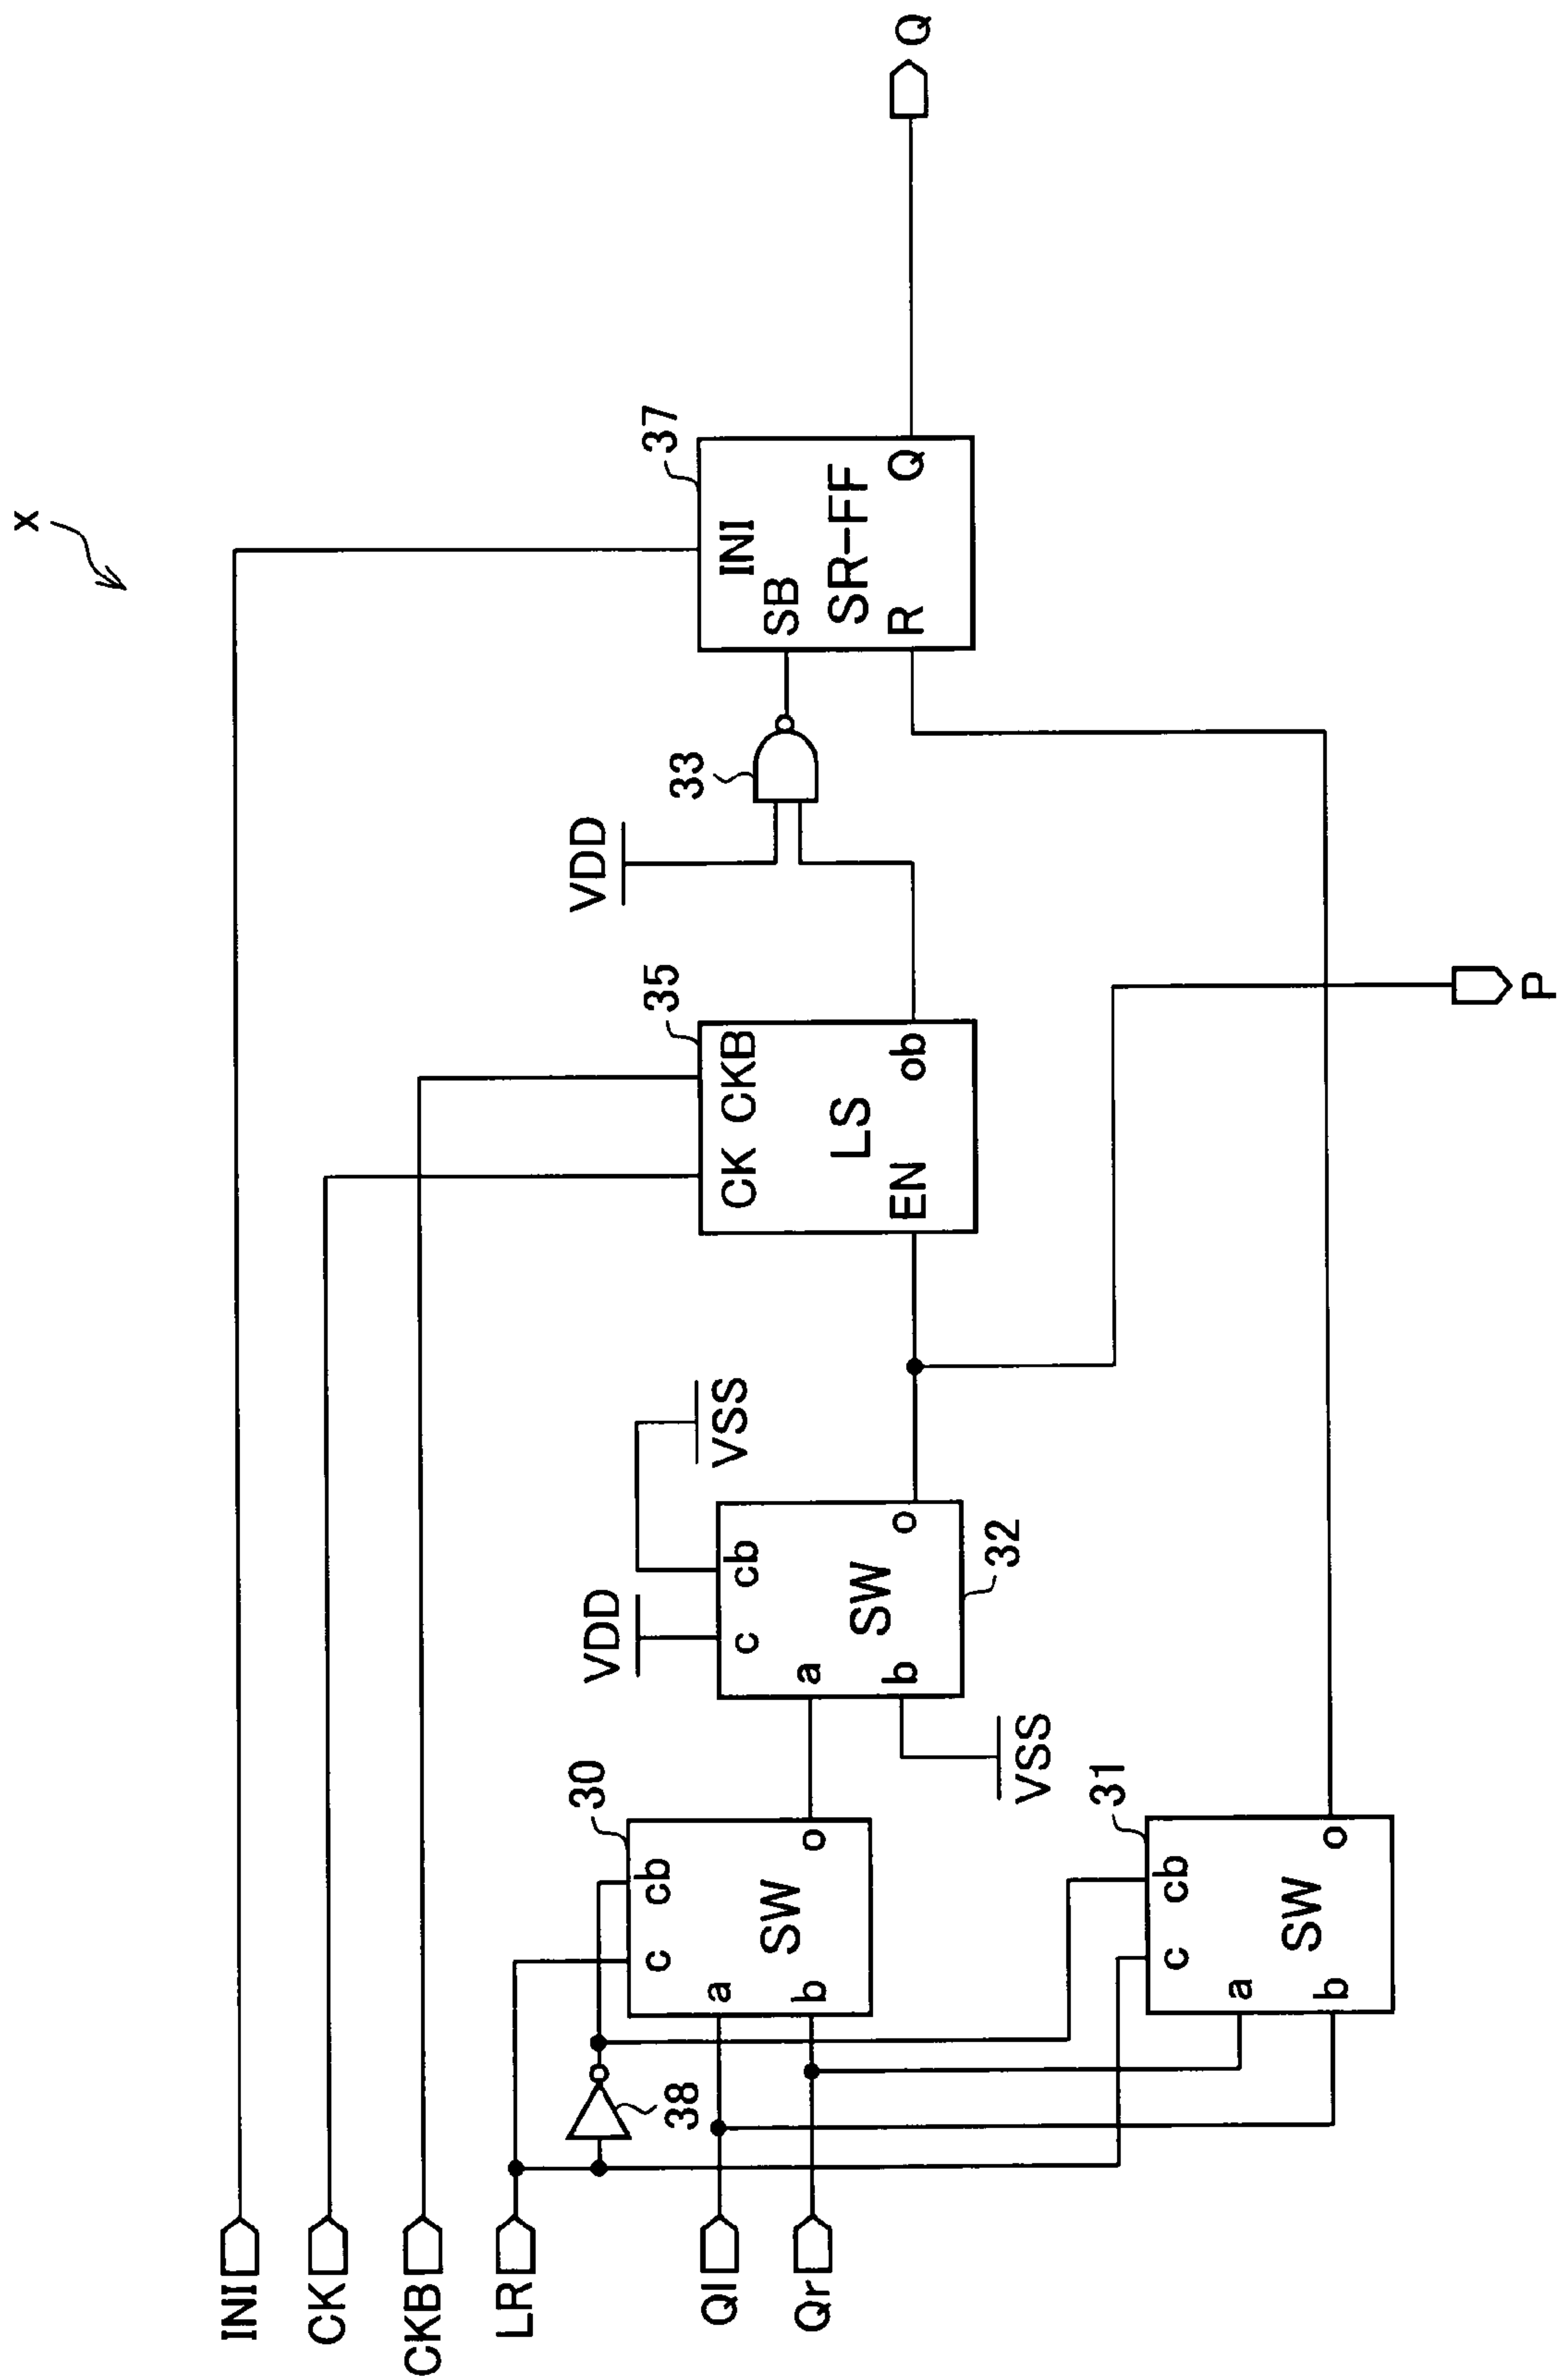 x
INI
CK
CKB
LR
Ql
Qr
38
30
c cb
a
b
SW
o
31
c cb
a
b
SW
o
VDD
VSS
c cb
a
b
SW
o
32
VSS
35
CK CKB
LS
EN
ob
P
VDD
33
37
INI
SB
SR-FF
R
Q
Q